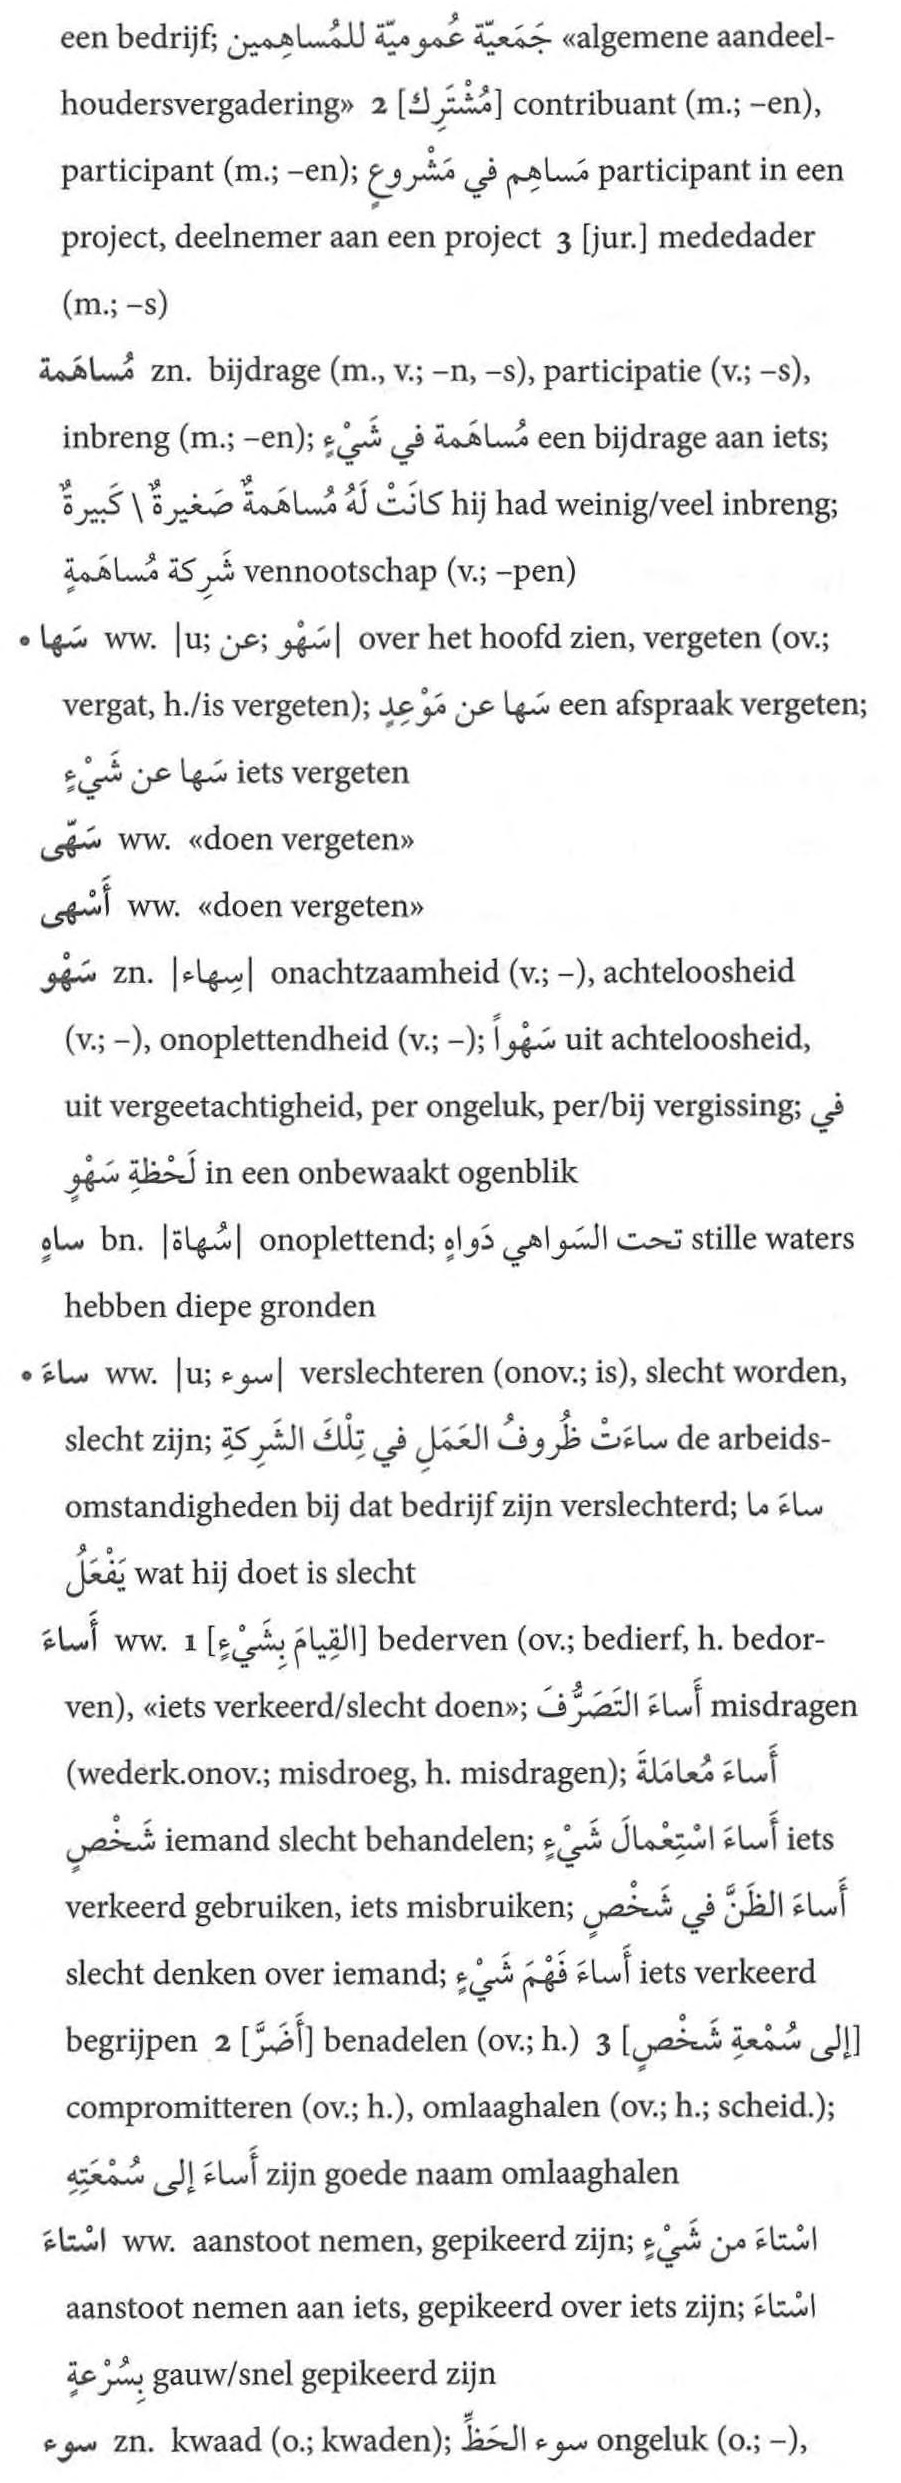 een bedrijf; جَمَعيّة عُموميّة للمُساهِمين «algemene aandeel-
houdersvergadering» 2 [مُشْتَرِك] contribuant (m.; –en),
participant (m.; –en); مَساهِم في مَشْروعٍ participant in een
project, deelnemer aan een project 3 [jur.] mededader
(m.; –s)
مُساهَمة zn. bijdrage (m., v.; –n, –s), participatie (v.; –s),
inbreng (m.; –en); مُساهَمة في شَيْءٍ een bijdrage aan iets;
كانَتْ لَهُ مُساهَمةٌ صَغيرةٌ \ كَبيرةٌ hij had weinig/veel inbreng;
شَرِكة مُساهَمةٍ vennootschap (v.; –pen)
• سَها ww. |u; سَهْو ;عن| over het hoofd zien, vergeten (ov.;
vergat, h./is vergeten); سَها عن مَوْعِدٍ een afspraak vergeten;
سَها عن شَيْءٍ iets vergeten
سَهّى ww. «doen vergeten»
أَسْهى ww. «doen vergeten»
سَهْو zn. |سِهاء| onachtzaamheid (v.; –), achteloosheid
(v.; –), onoplettendheid (v.; –); سَهْواً uit achteloosheid,
uit vergeetachtigheid, per ongeluk, per/bij vergissing; في
لَحْظةِ سَهْوٍ in een onbewaakt ogenblik
ساهٍ bn. |سُهاة| onoplettend; تحت السَواهي دَواهٍ stille waters
hebben diepe gronden
• ساءَ ww. |u; سوء| verslechteren (onov.; is), slecht worden,
slecht zijn; ساءَتْ ظُروفُ العَمَلِ في تِلْكَ الشَرِكةِ de arbeids-
omstandigheden bij dat bedrijf zijn verslechterd; ساءَ ما
يَفْعَلُ wat hij doet is slecht
أَساءَ ww. 1 [القِيامَ بِشَيْءٍ] bederven (ov.; bedierf, h. bedor-
ven), «iets verkeerd/slecht doen»; أَساءَ التَصَرُّفَ misdragen
(wederk.onov.; misdroeg, h. misdragen); أَساءَ مُعامَلةَ
شَخْصٍ iemand slecht behandelen; أَساءَ اسْتِعْمالَ شَيْءٍ iets
verkeerd gebruiken, iets misbruiken; أَساءَ الظَنَّ في شَخْصٍ
slecht denken over iemand; أَساءَ فَهْمَ شَيْءٍ iets verkeerd
begrijpen 2 [أَضَرَّ] benadelen (ov.; h.) 3 [إلى سُمْعةِ شَخْصٍ]
compromitteren (ov.; h.), omlaaghalen (ov.; h.; scheid.);
أَساءَ إلى سُمْعَتِهِ zijn goede naam omlaaghalen
اسْتاءَ ww. aanstoot nemen, gepikeerd zijn; اسْتاءَ من شَيْءٍ
aanstoot nemen aan iets, gepikeerd over iets zijn; اسْتاءَ
بِسُرْعةٍ gauw/snel gepikeerd zijn
سوء zn. kwaad (o.; kwaden); سوء الحَظِّ ongeluk (o.; –),